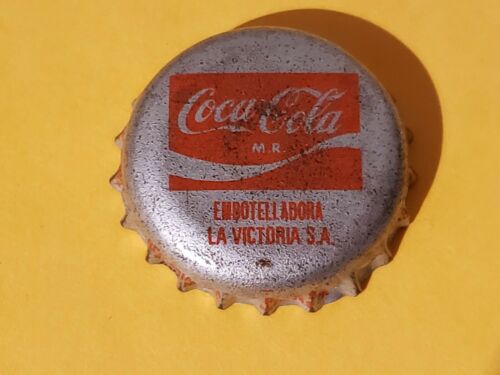 Coca-Cola
M.R.
EMBOTELLADORA
LA VICTORIA S.A.